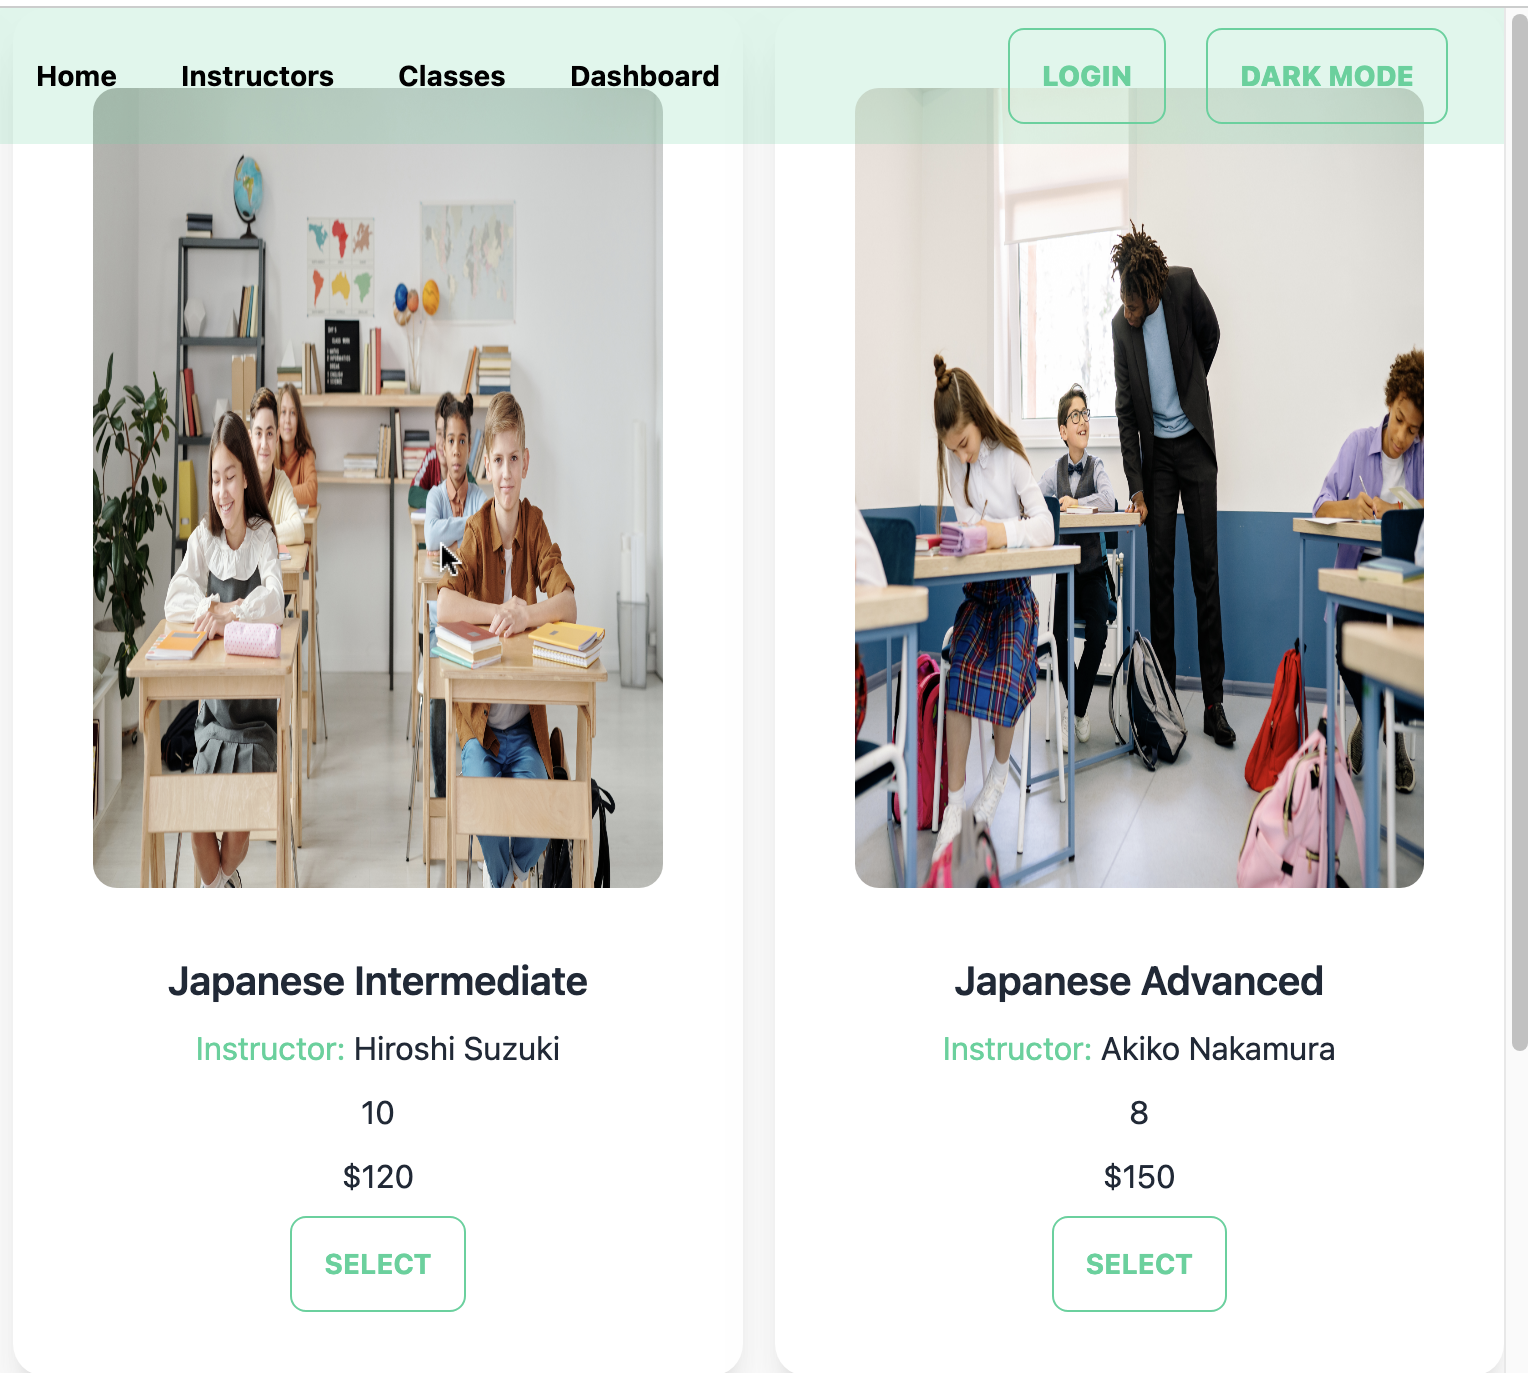 Home Instructors Classes Dashboard LOGIN DARK MODE
Japanese Intermediate
Instructor: Hiroshi Suzuki
10
$120
SELECT
Japanese Advanced
Instructor: Akiko Nakamura
8
$150
SELECT